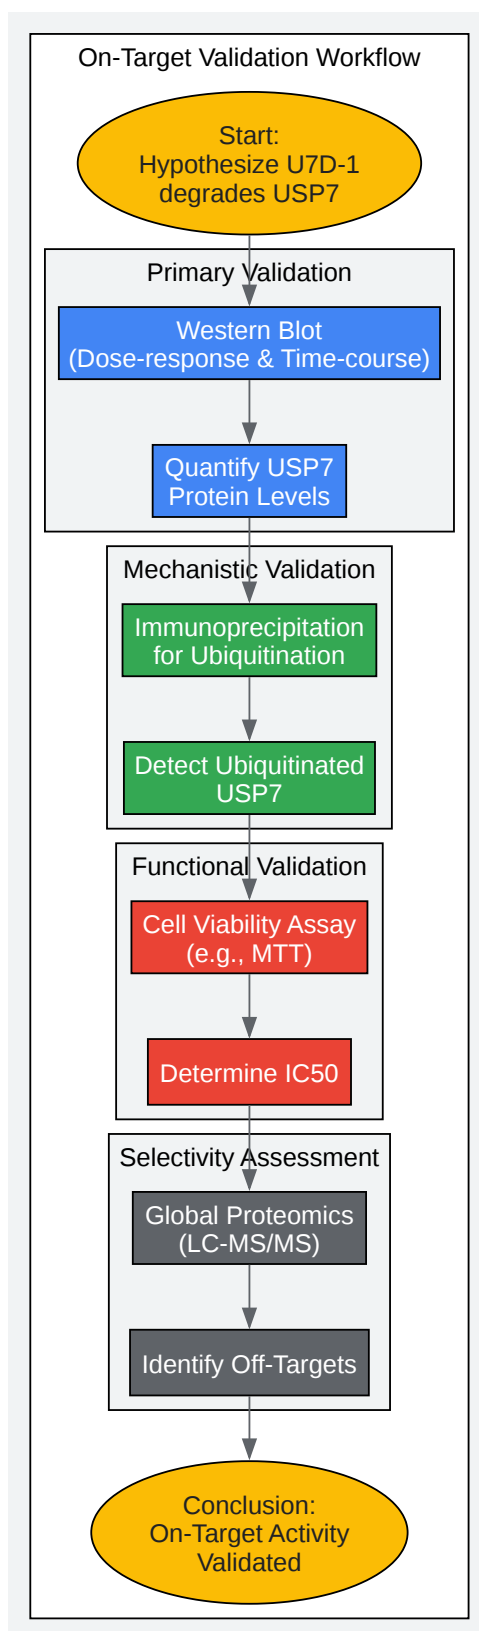 On-Target Validation Workflow
Start:
Hypothesize U7D-1
degrades USP7
Primary Validation
Western Blot
(Dose-response & Time-course)
Quantify USP7
Protein Levels
Mechanistic Validation
Immunoprecipitation
for Ubiquitination
Detect Ubiquitinated
USP7
Functional Validation
Cell Viability Assay
(e.g., MTT)
Determine IC50
Selectivity Assessment
Global Proteomics
(LC-MS/MS)
Identify Off-Targets
Conclusion:
On-Target Activity
Validated